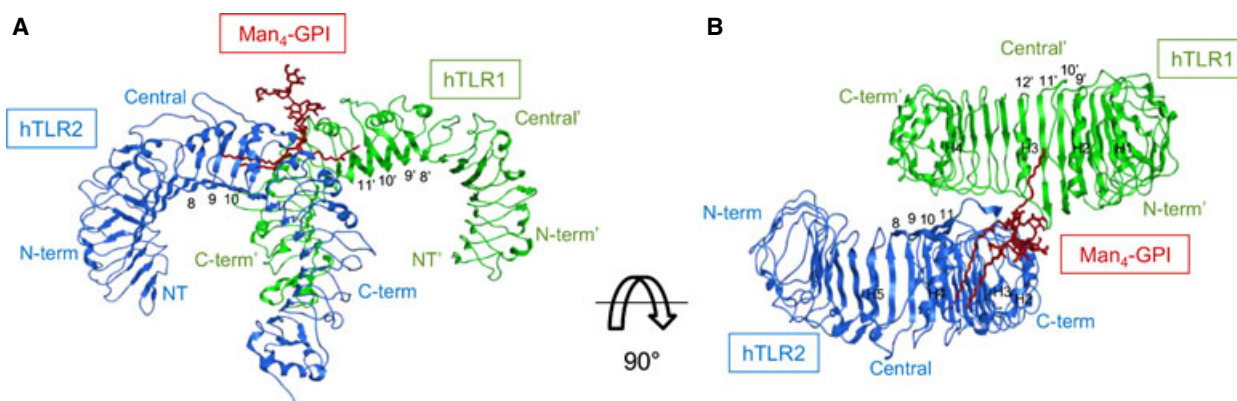 A
Man₄-GPI
hTLR1
Central
Central'
hTLR2
11' 10' 9' 8'
8 9 10
N-term
N-term'
C-term'
NT'
NT
C-term
90°
B
Central'
hTLR1
10'
12' 11' 9'
C-term'
H4 H3 H2 H1
N-term
N-term'
8 9 10 11
Man₄-GPI
H5 H4 H3
C-term
hTLR2
Central